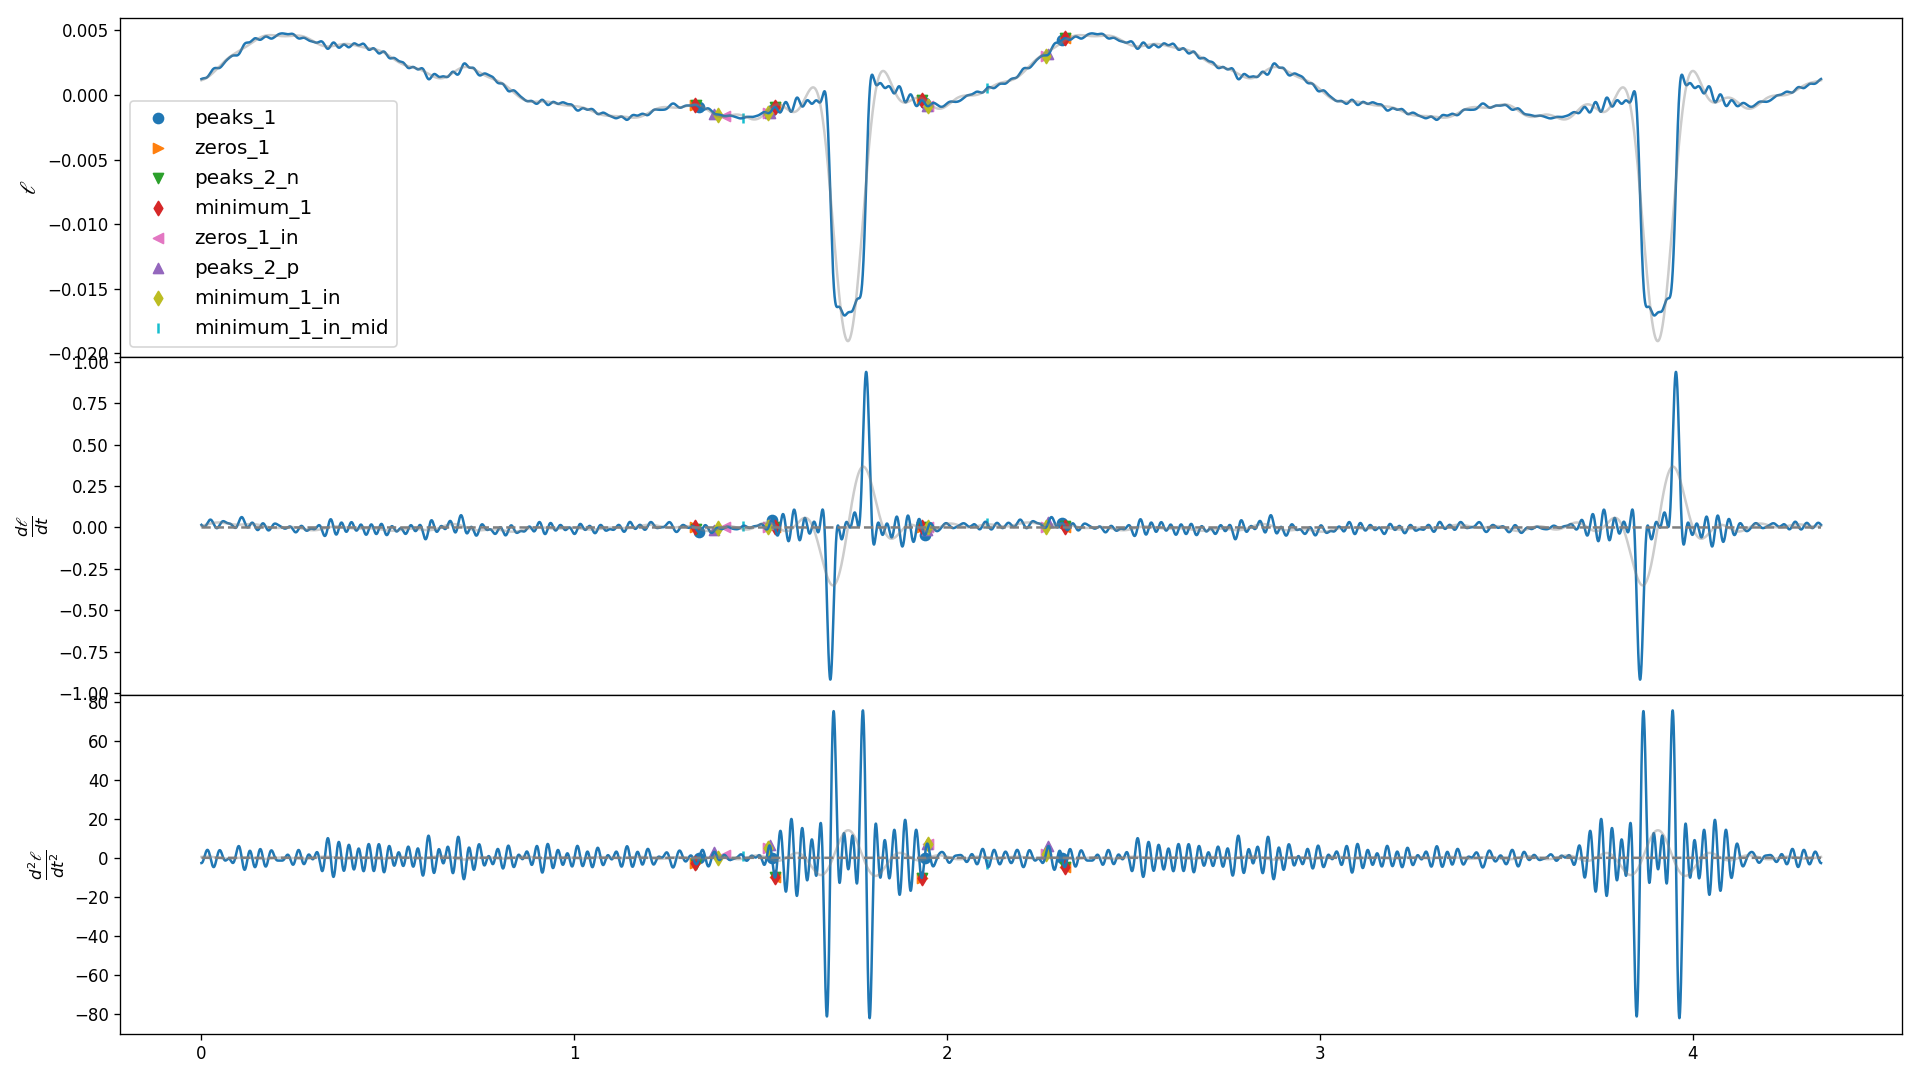 0.005
0.000
−0.005
−0.010
−0.015
−0.020
ℓ
peaks_1
zeros_1
peaks_2_n
minimum_1
zeros_1_in
peaks_2_p
minimum_1_in
minimum_1_in_mid
1.00
0.75
0.50
0.25
0.00
−0.25
−0.50
−0.75
−1.00
dℓ
dt
80
60
40
20
0
−20
−40
−60
−80
d²ℓ
dt²
0 1 2 3 4